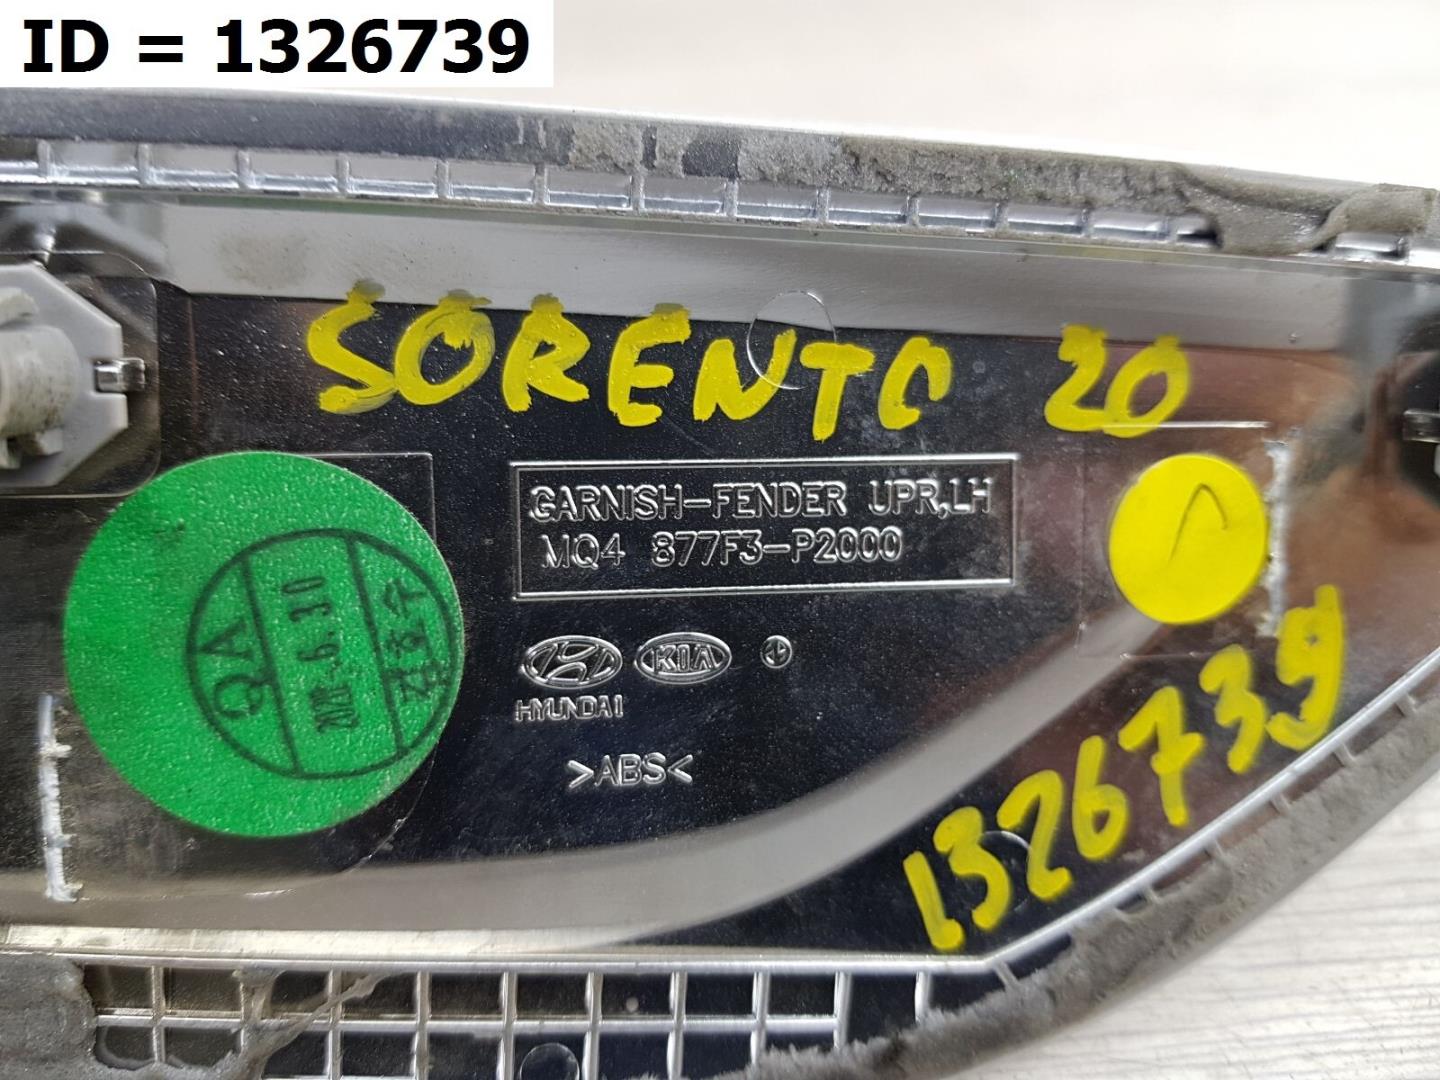 ID = 1326739
SORENTO 20
GARNISH-FENDER UPR,LH
MQ4 877F3-P2000
QA
KIA
HYUNDAI
>ABS<
1326739